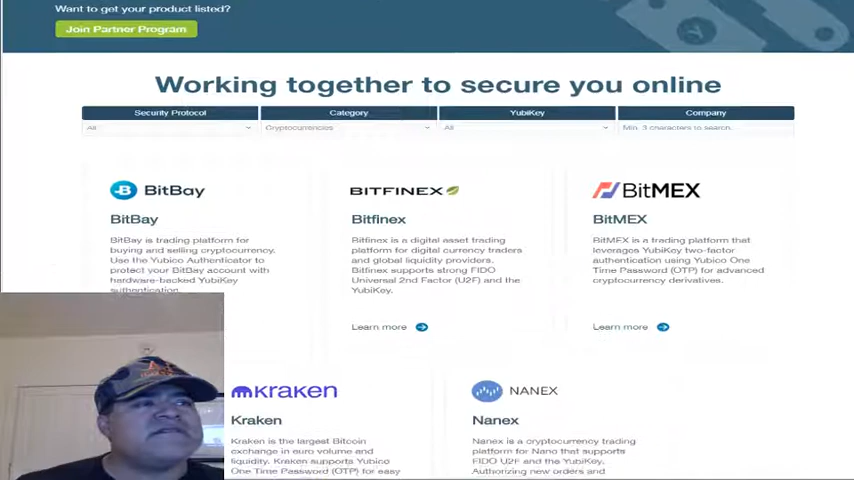 Want to get your product listed?
Join Partner Program
Working together to secure you online
Security Protocol
Category
YubiKey
Company
All
Cryptocurrencies
All
Min. 3 characters to search...
BitBay
BITFINEX
BitMEX
BitBay
BitBay is trading platform for
buying and selling cryptocurrency.
Use the Yubico Authenticator to
protect your BitBay account with
hardware-backed YubiKey
authentication.
Bitfinex
Bitfinex is a digital asset trading
platform for digital currency traders
and global liquidity providers.
Bitfinex supports strong FIDO
Universal 2nd Factor (U2F) and the
YubiKey.
Learn more
BitMEX
BitMEX is a trading platform that
leverages YubiKey two-factor
authentication using Yubico One
Time Password (OTP) for advanced
cryptocurrency derivatives.
Learn more
kraken
Kraken
Kraken is the largest Bitcoin
exchange in euro volume and
liquidity. Kraken supports Yubico
One Time Password (OTP) for easy
NANEX
Nanex
Nanex is a cryptocurrency trading
platform for Nano that supports
FIDO U2F and the YubiKey.
Authorizing new orders and